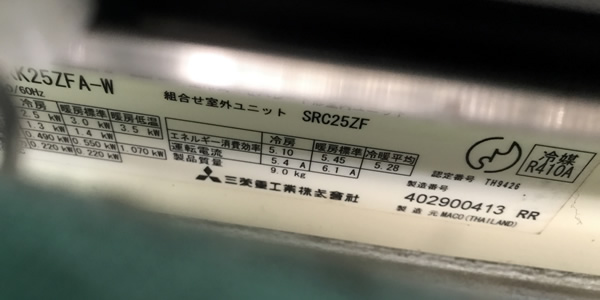 K25ZFA-W 組合せ室外ユニット SRC25ZF
/60Hz
冷房 暖房標準 暖房低温
2.5 kW 3.0 kW 3.5 kW
1.4 kW
0.490 kW 0.550 kW 1.070 kW
0.220 kW 0.220 kW
冷房 暖房標準 冷暖平均
エネルギー消費効率 5.10 5.45 5.28
運転電流 5.4 A 6.1 A
製品質量 9.0 kg
三菱重工業株式会社
冷媒
R410A
認定番号 TH9426
製造番号
402900413 RR
製造元 MACO (THAILAND)